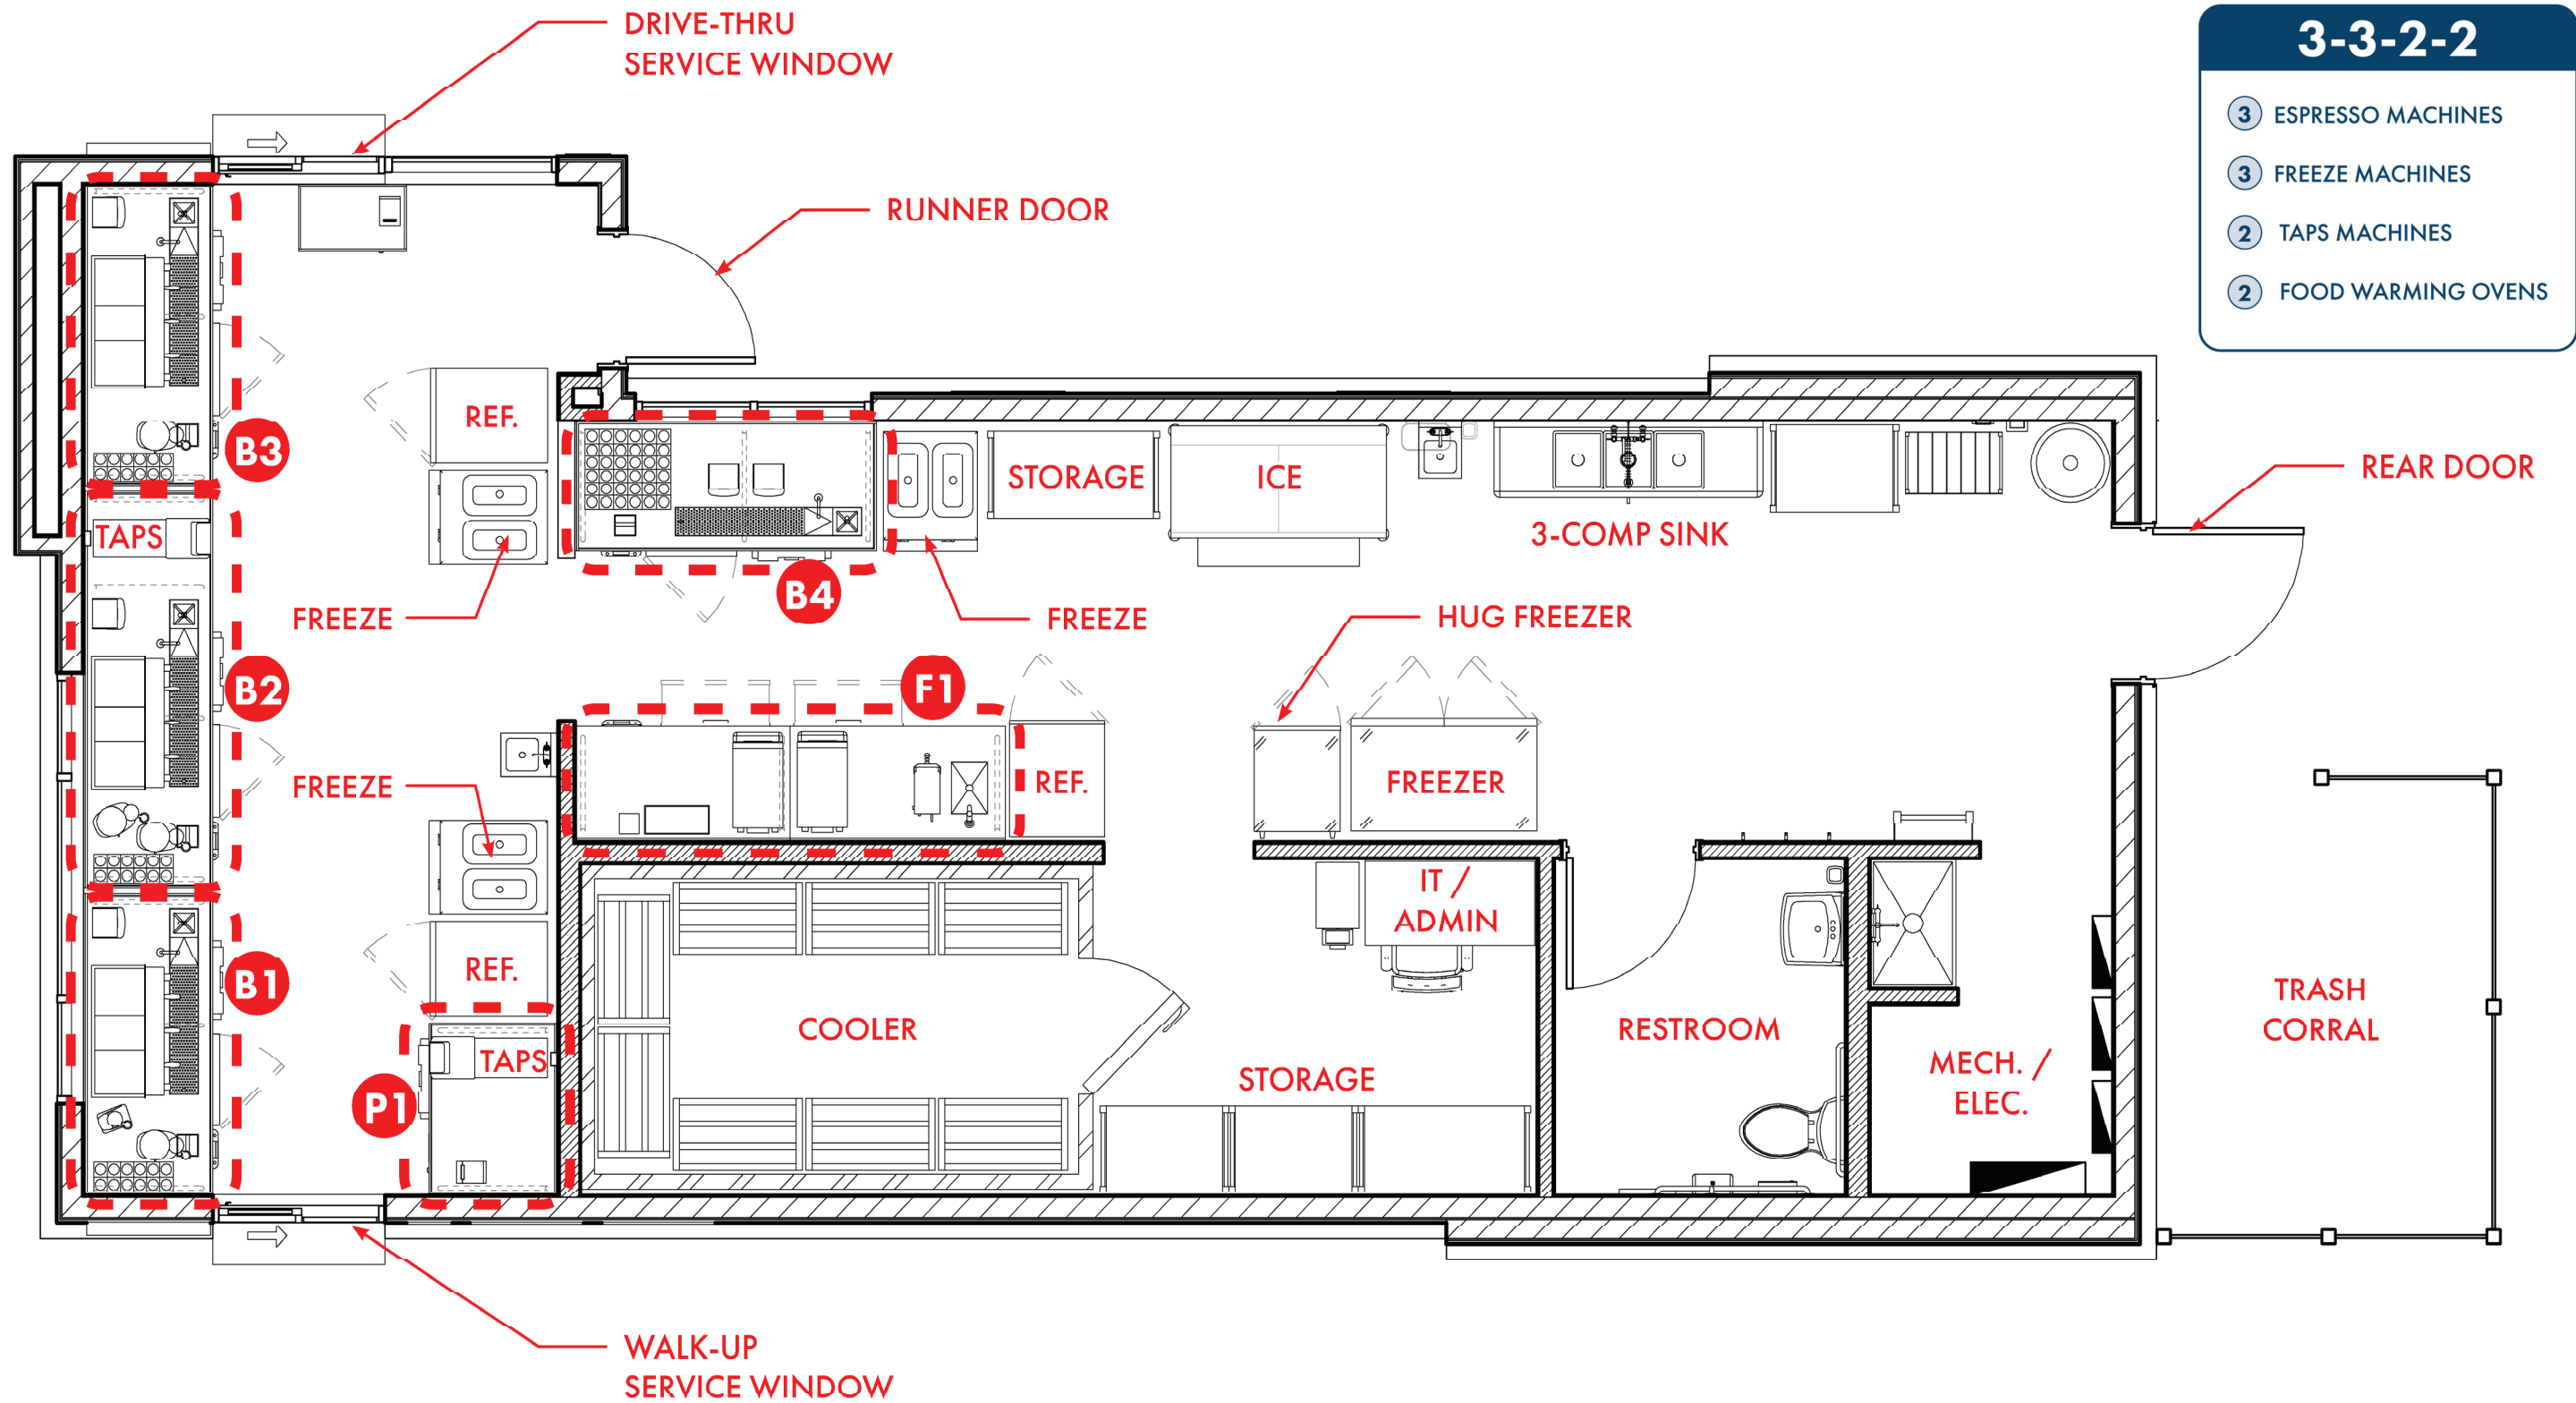 DRIVE-THRU
SERVICE WINDOW
3-3-2-2
3 ESPRESSO MACHINES
3 FREEZE MACHINES
2 TAPS MACHINES
2 FOOD WARMING OVENS
RUNNER DOOR
REF.
B3
STORAGE
ICE
3-COMP SINK
REAR DOOR
TAPS
B4
FREEZE
FREEZE
HUG FREEZER
B2
F1
FREEZE
REF.
FREEZER
IT /
ADMIN
REF.
B1
COOLER
RESTROOM
TRASH
CORRAL
TAPS
P1
STORAGE
MECH. /
ELEC.
WALK-UP
SERVICE WINDOW